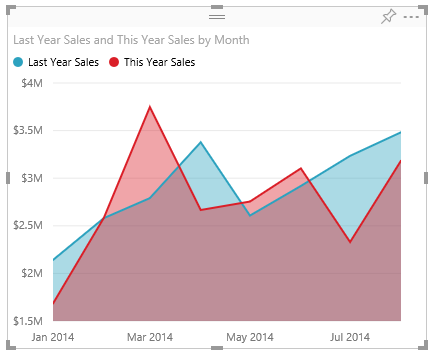 Last Year Sales and This Year Sales by Month
Last Year Sales This Year Sales
$4M
$3.5M
$3M
$2.5M
$2M
$1.5M
Jan 2014 Mar 2014 May 2014 Jul 2014